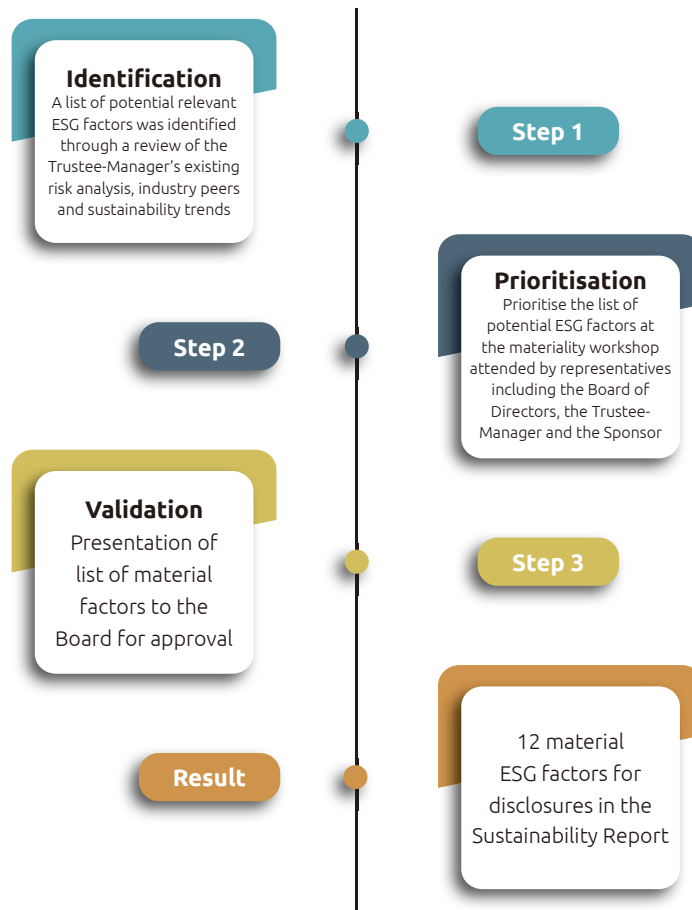 Identification
A list of potential relevant
ESG factors was identified
through a review of the
Trustee-Manager’s existing
risk analysis, industry peers
and sustainability trends
Step 1
Step 2
Prioritisation
Prioritise the list of
potential ESG factors at
the materiality workshop
attended by representatives
including the Board of
Directors, the Trustee-
Manager and the Sponsor
Validation
Presentation of
list of material
factors to the
Board for approval
Step 3
Result
12 material
ESG factors for
disclosures in the
Sustainability Report